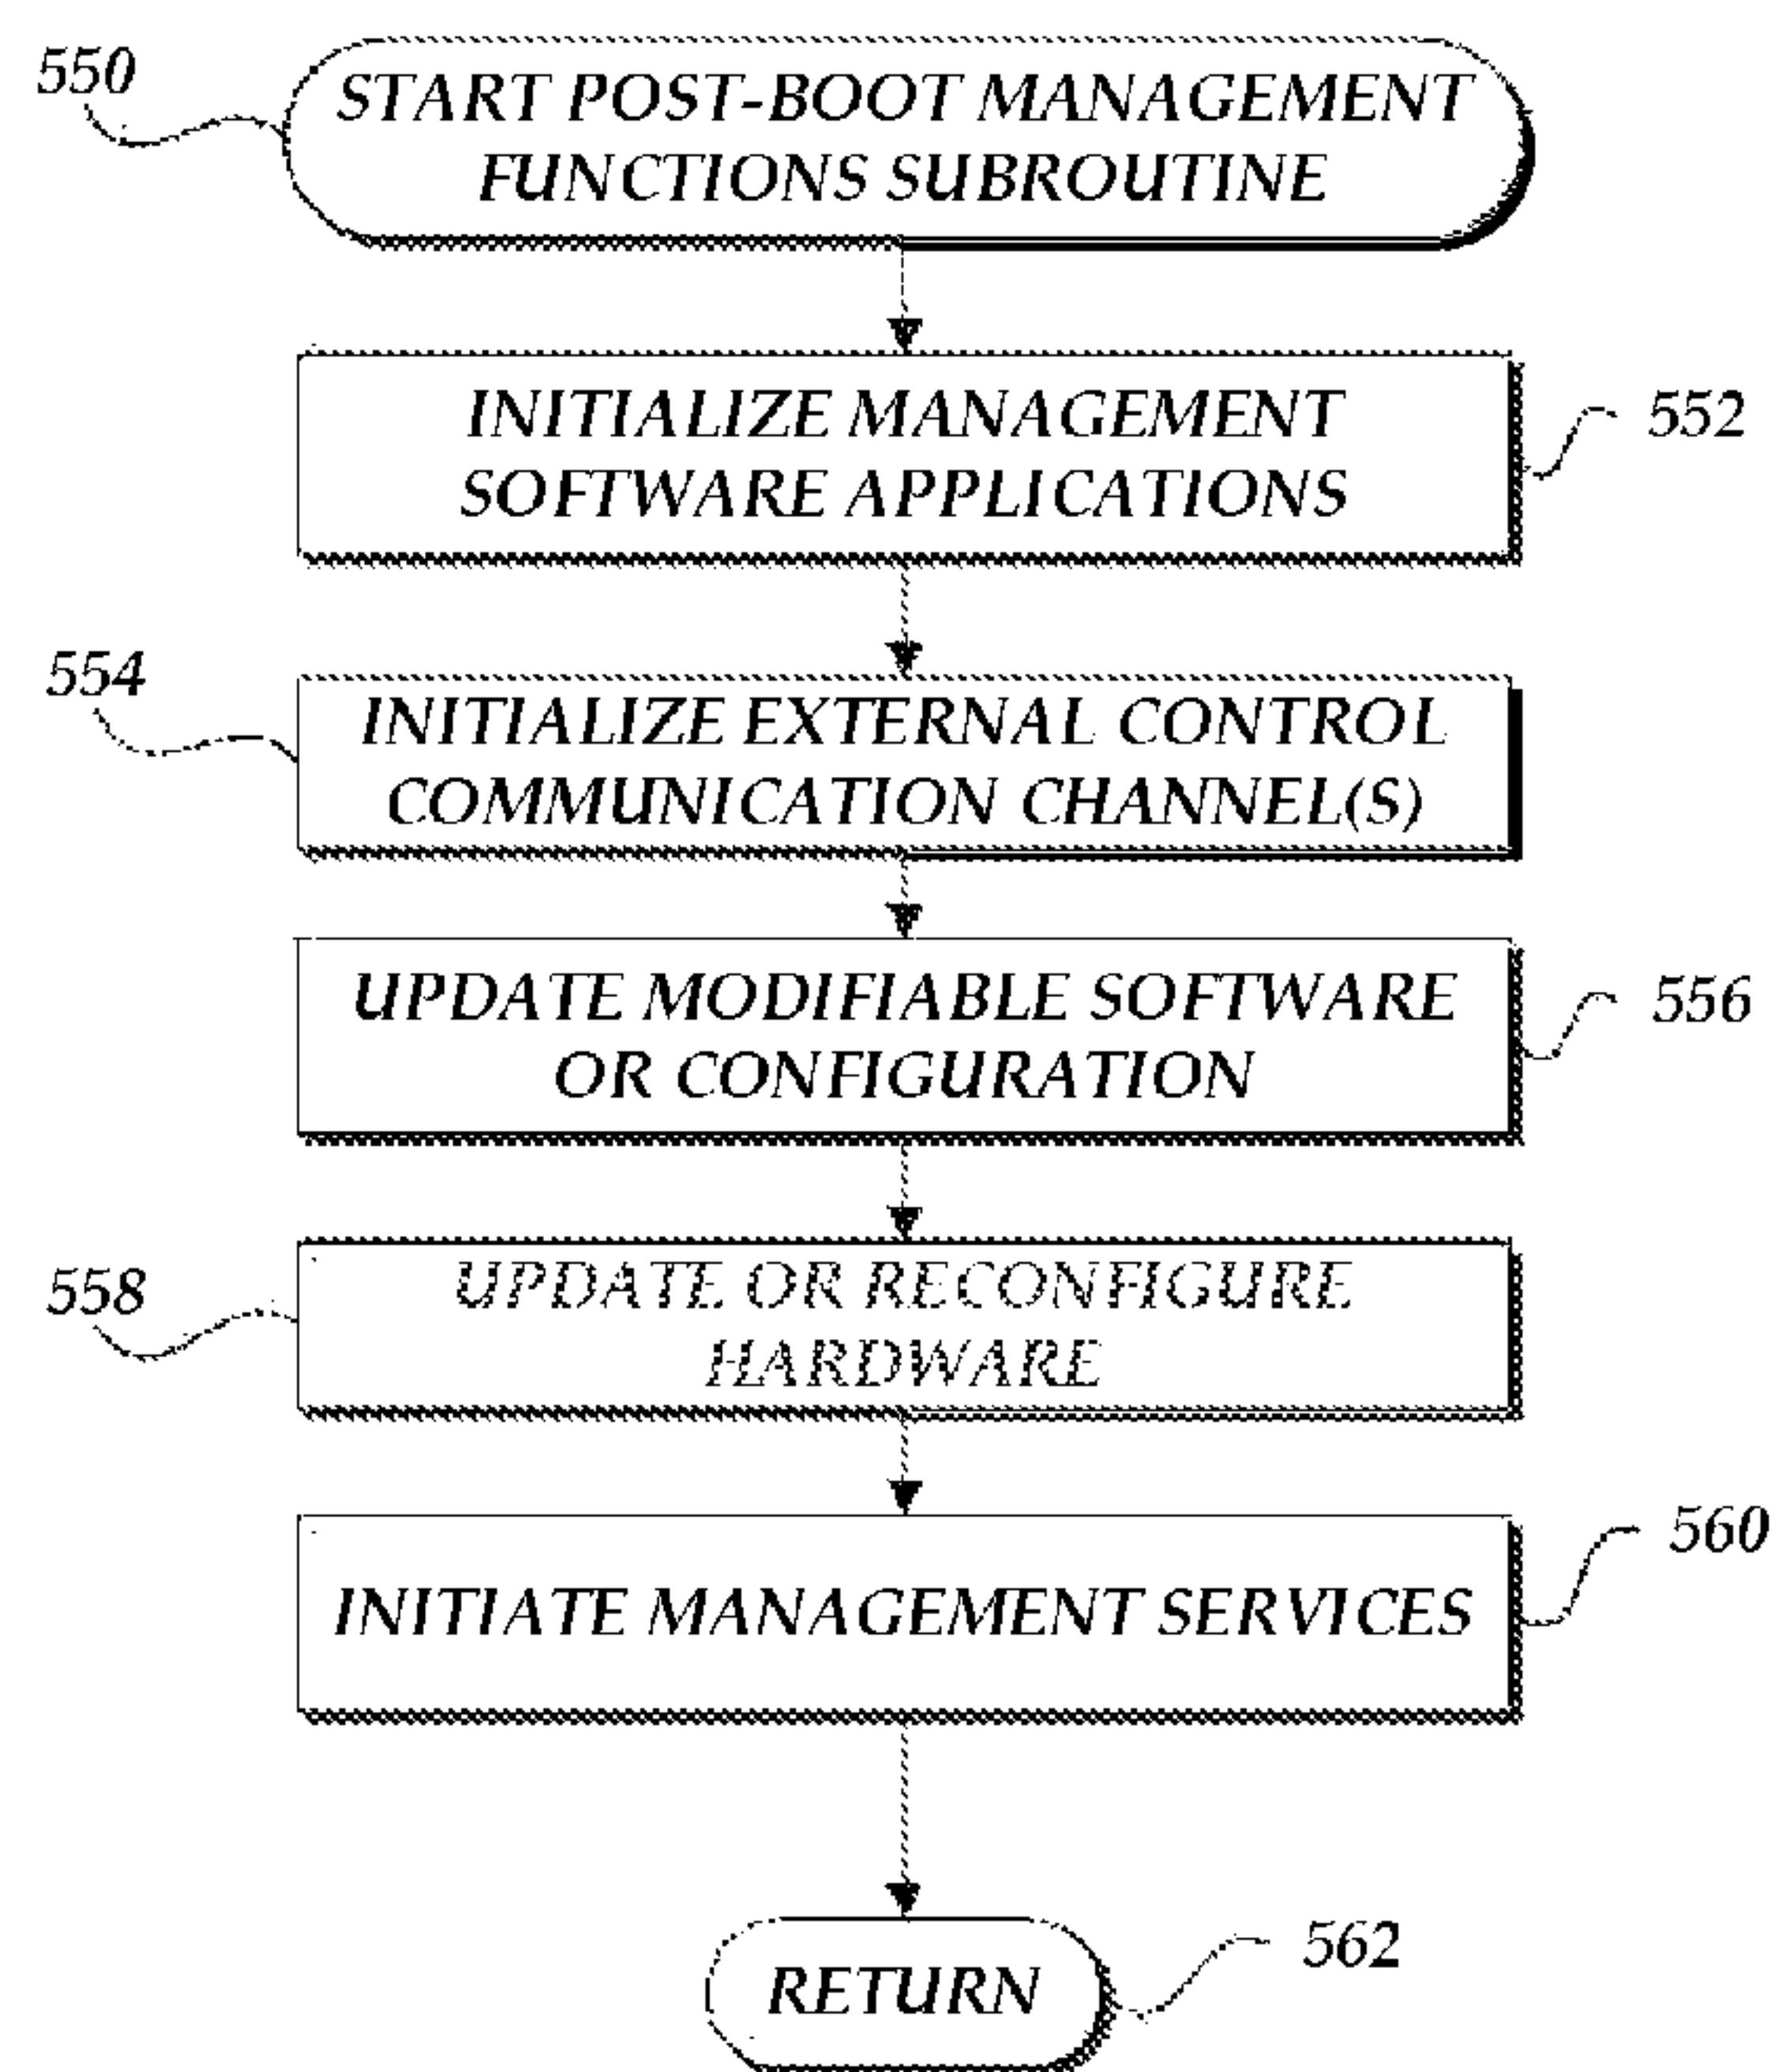 550
START POST-BOOT MANAGEMENT
FUNCTIONS SUBROUTINE
INITIALIZE MANAGEMENT
SOFTWARE APPLICATIONS
552
554
INITIALIZE EXTERNAL CONTROL
COMMUNICATION CHANNEL(S)
UPDATE MODIFIABLE SOFTWARE
OR CONFIGURATION
556
558
UPDATE OR RECONFIGURE
HARDWARE
560
INITIATE MANAGEMENT SERVICES
562
RETURN